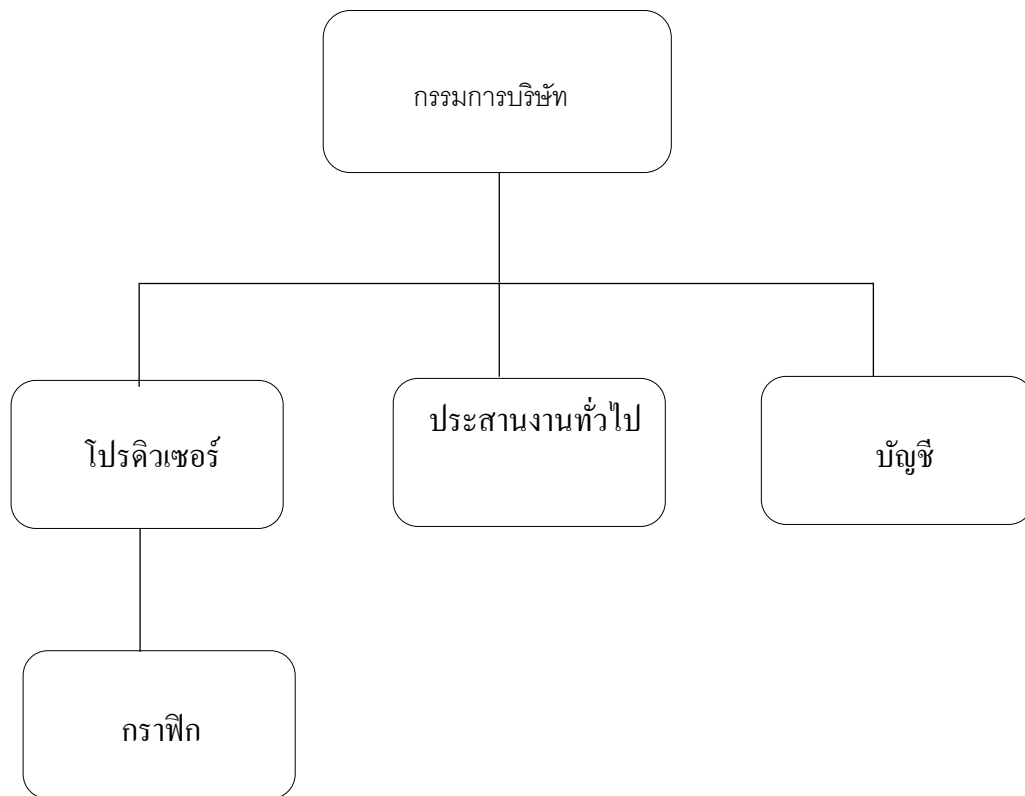 กรรมการบริษัท
โปรดิวเซอร์
ประสานงานทั่วไป
บัญชี
กราฟิก